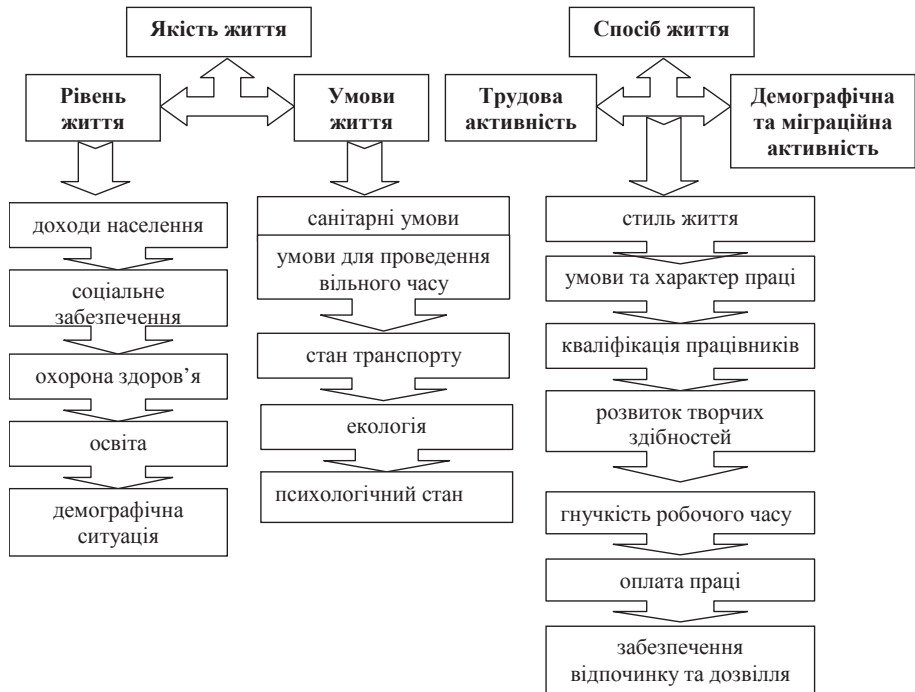 Якість життя
Спосіб життя
Рівень
життя
Умови
життя
Трудова
активність
Демографічна
та міграційна
активність
доходи населення
соціальне
забезпечення
охорона здоров’я
освіта
демографічна
ситуація
санітарні умови
умови для проведення
вільного часу
стан транспорту
екологія
психологічний стан
стиль життя
умови та характер праці
кваліфікація працівників
розвиток творчих
здібностей
гнучкість робочого часу
оплата праці
забезпечення
відпочинку та дозвілля